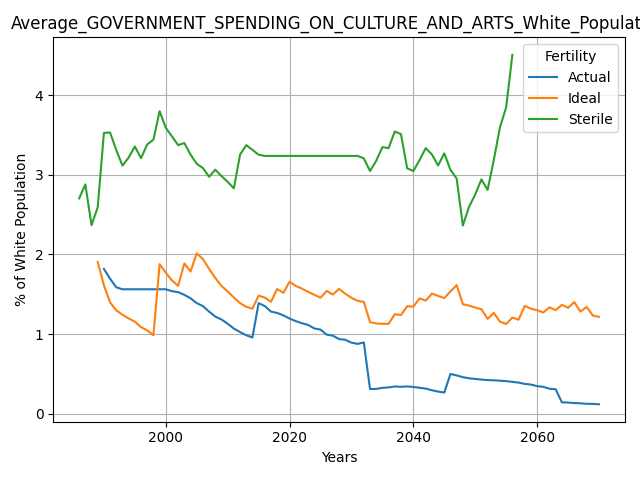 Average_GOVERNMENT_SPENDING_ON_CULTURE_AND_ARTS_White_Populat
Fertility
Actual
Ideal
Sterile
% of White Population
4
3
2
1
0
2000 2020 2040 2060
Years